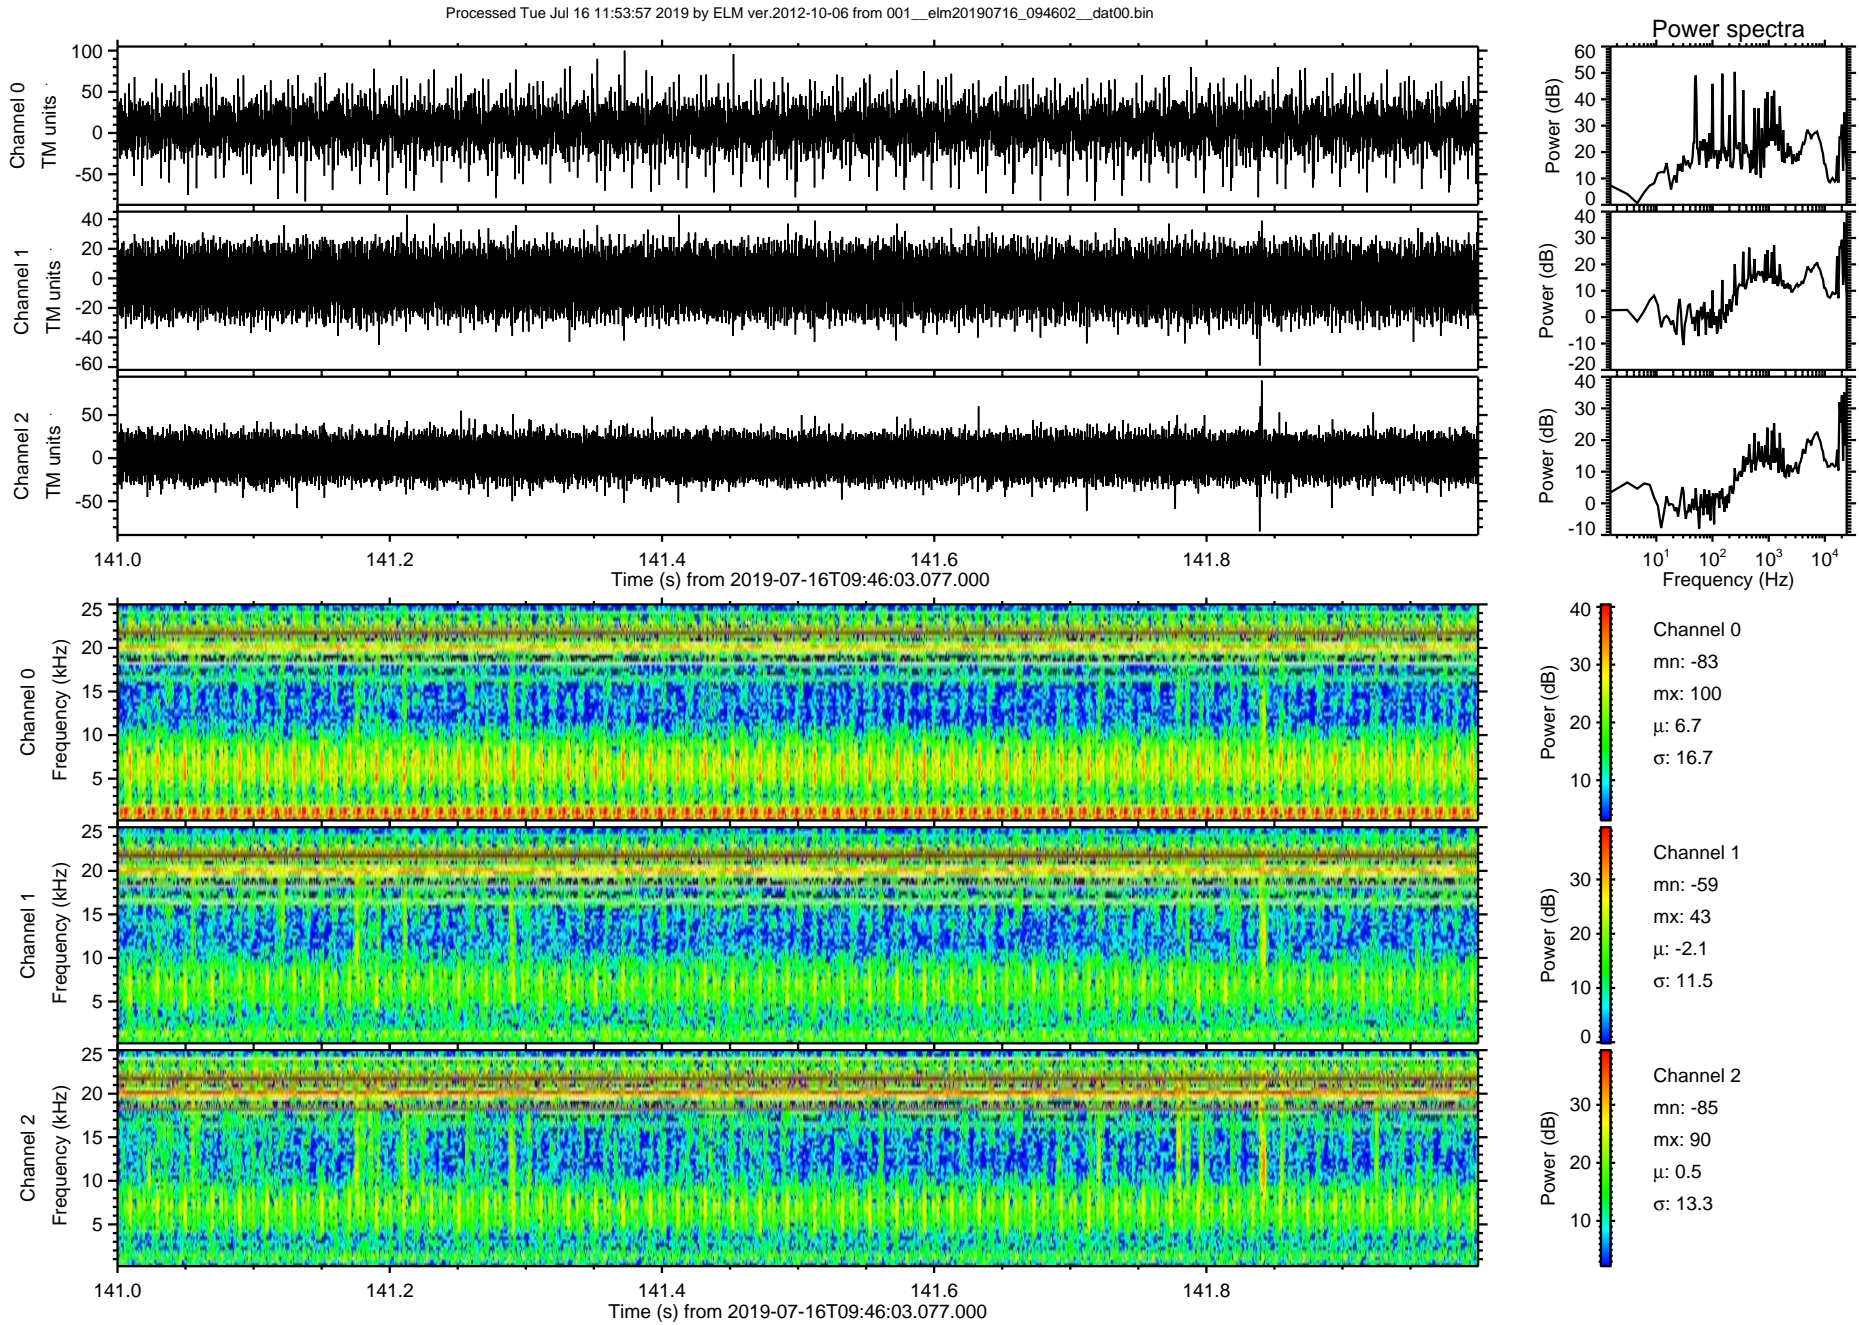 Processed Tue Jul 16 11:53:57 2019 by ELM ver.2012-10-06 from 001__elm20190716_094602__dat00.bin
Power spectra
Channel 0
TM units
100
50
0
-50
Power (dB)
60
50
40
30
20
10
0
Channel 1
TM units
40
20
0
-20
-40
-60
Power (dB)
40
30
20
10
0
-10
-20
Channel 2
TM units
50
0
-50
Power (dB)
40
30
20
10
0
-10
141.0 141.2 141.4 141.6 141.8
Time (s) from 2019-07-16T09:46:03.077.000
10^1 10^2 10^3 10^4
Frequency (Hz)
Channel 0
Frequency (kHz)
25
20
15
10
5
Power (dB)
40
30
20
10
Channel 0
mn: -83
mx: 100
μ: 6.7
σ: 16.7
Channel 1
Frequency (kHz)
25
20
15
10
5
Power (dB)
30
20
10
0
Channel 1
mn: -59
mx: 43
μ: -2.1
σ: 11.5
Channel 2
Frequency (kHz)
25
20
15
10
5
Power (dB)
30
20
10
Channel 2
mn: -85
mx: 90
μ: 0.5
σ: 13.3
141.0 141.2 141.4 141.6 141.8
Time (s) from 2019-07-16T09:46:03.077.000